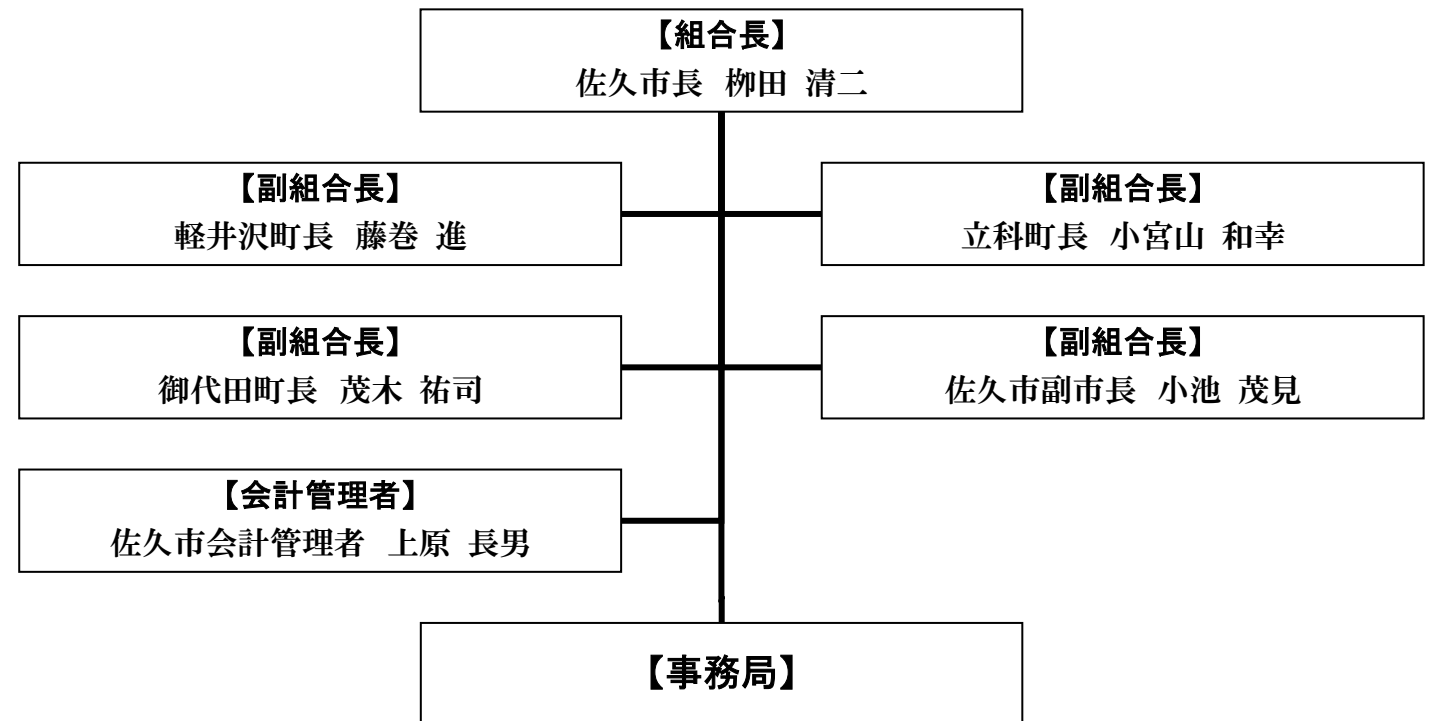 【組合長】
佐久市長 栁田 清二
【副組合長】
軽井沢町長 藤巻 進
【副組合長】
立科町長 小宮山 和幸
【副組合長】
御代田町長 茂木 祐司
【副組合長】
佐久市副市長 小池 茂見
【会計管理者】
佐久市会計管理者 上原 長男
【事務局】